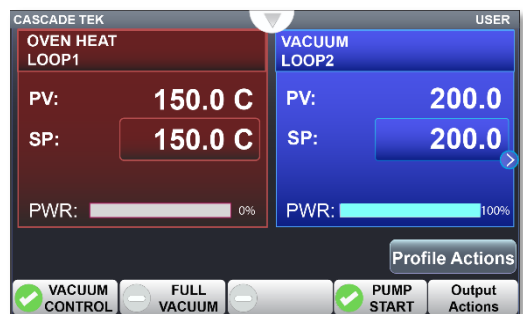 CASCADE TEK
USER
OVEN HEAT
LOOP1
PV: 150.0 C
SP: 150.0 C
PWR: 0%
VACUUM
LOOP2
PV: 200.0
SP: 200.0
PWR: 100%
Profile Actions
VACUUM
CONTROL
FULL
VACUUM
PUMP
START
Output
Actions